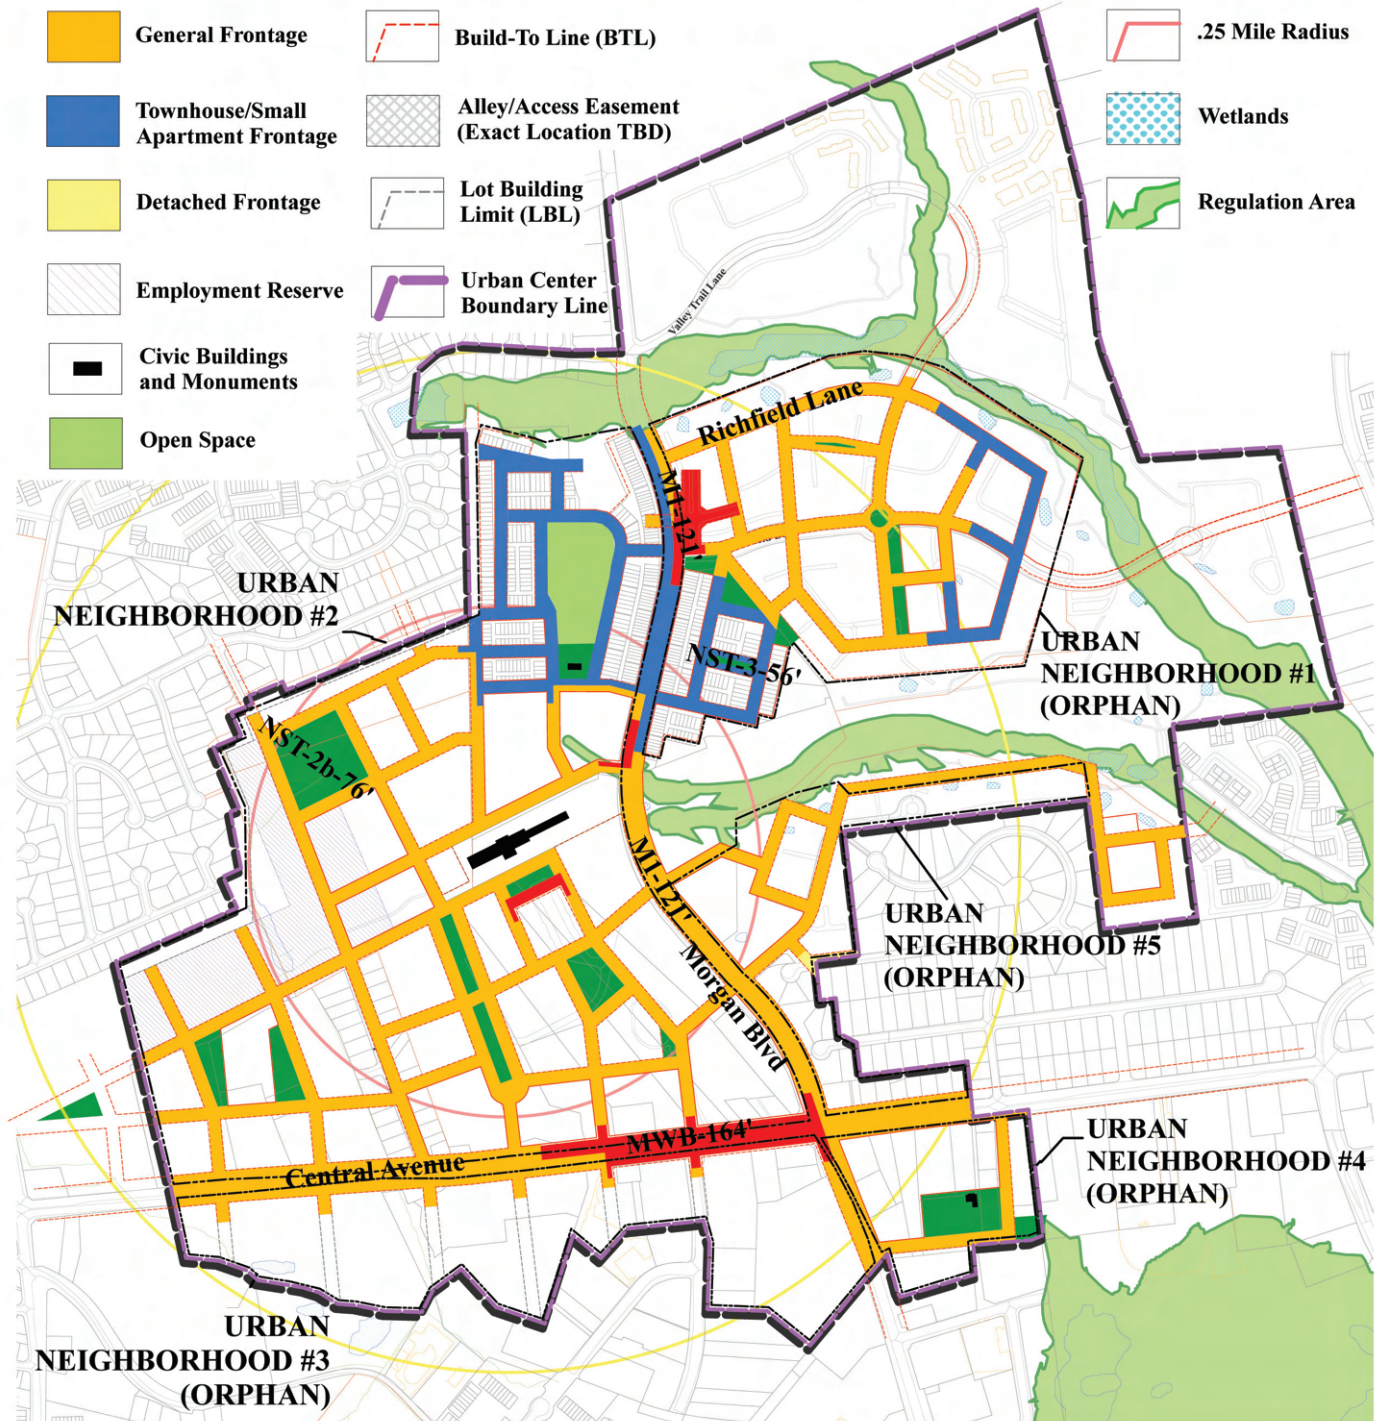 General Frontage
Townhouse/Small
Apartment Frontage
Detached Frontage
Employment Reserve
Civic Buildings
and Monuments
Open Space
Build-To Line (BTL)
Alley/Access Easement
(Exact Location TBD)
Lot Building
Limit (LBL)
Urban Center
Boundary Line
.25 Mile Radius
Wetlands
Regulation Area
Valley Trail Lane
Richfield Lane
M1-121'
URBAN
NEIGHBORHOOD #2
NST-3-56'
URBAN
NEIGHBORHOOD #1
(ORPHAN)
NST-2b-76'
M1-121'
Morgan Blvd
URBAN
NEIGHBORHOOD #5
(ORPHAN)
MWB-164'
Central Avenue
URBAN
NEIGHBORHOOD #4
(ORPHAN)
URBAN
NEIGHBORHOOD #3
(ORPHAN)